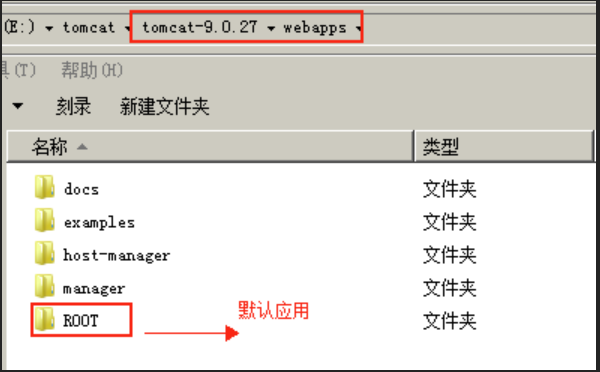 (E:) tomcat tomcat-9.0.27 webapps
具(T) 帮助(H)
刻录 新建文件夹
名称 类型
docs 文件夹
examples 文件夹
host-manager 文件夹
manager 文件夹
ROOT 默认应用 文件夹